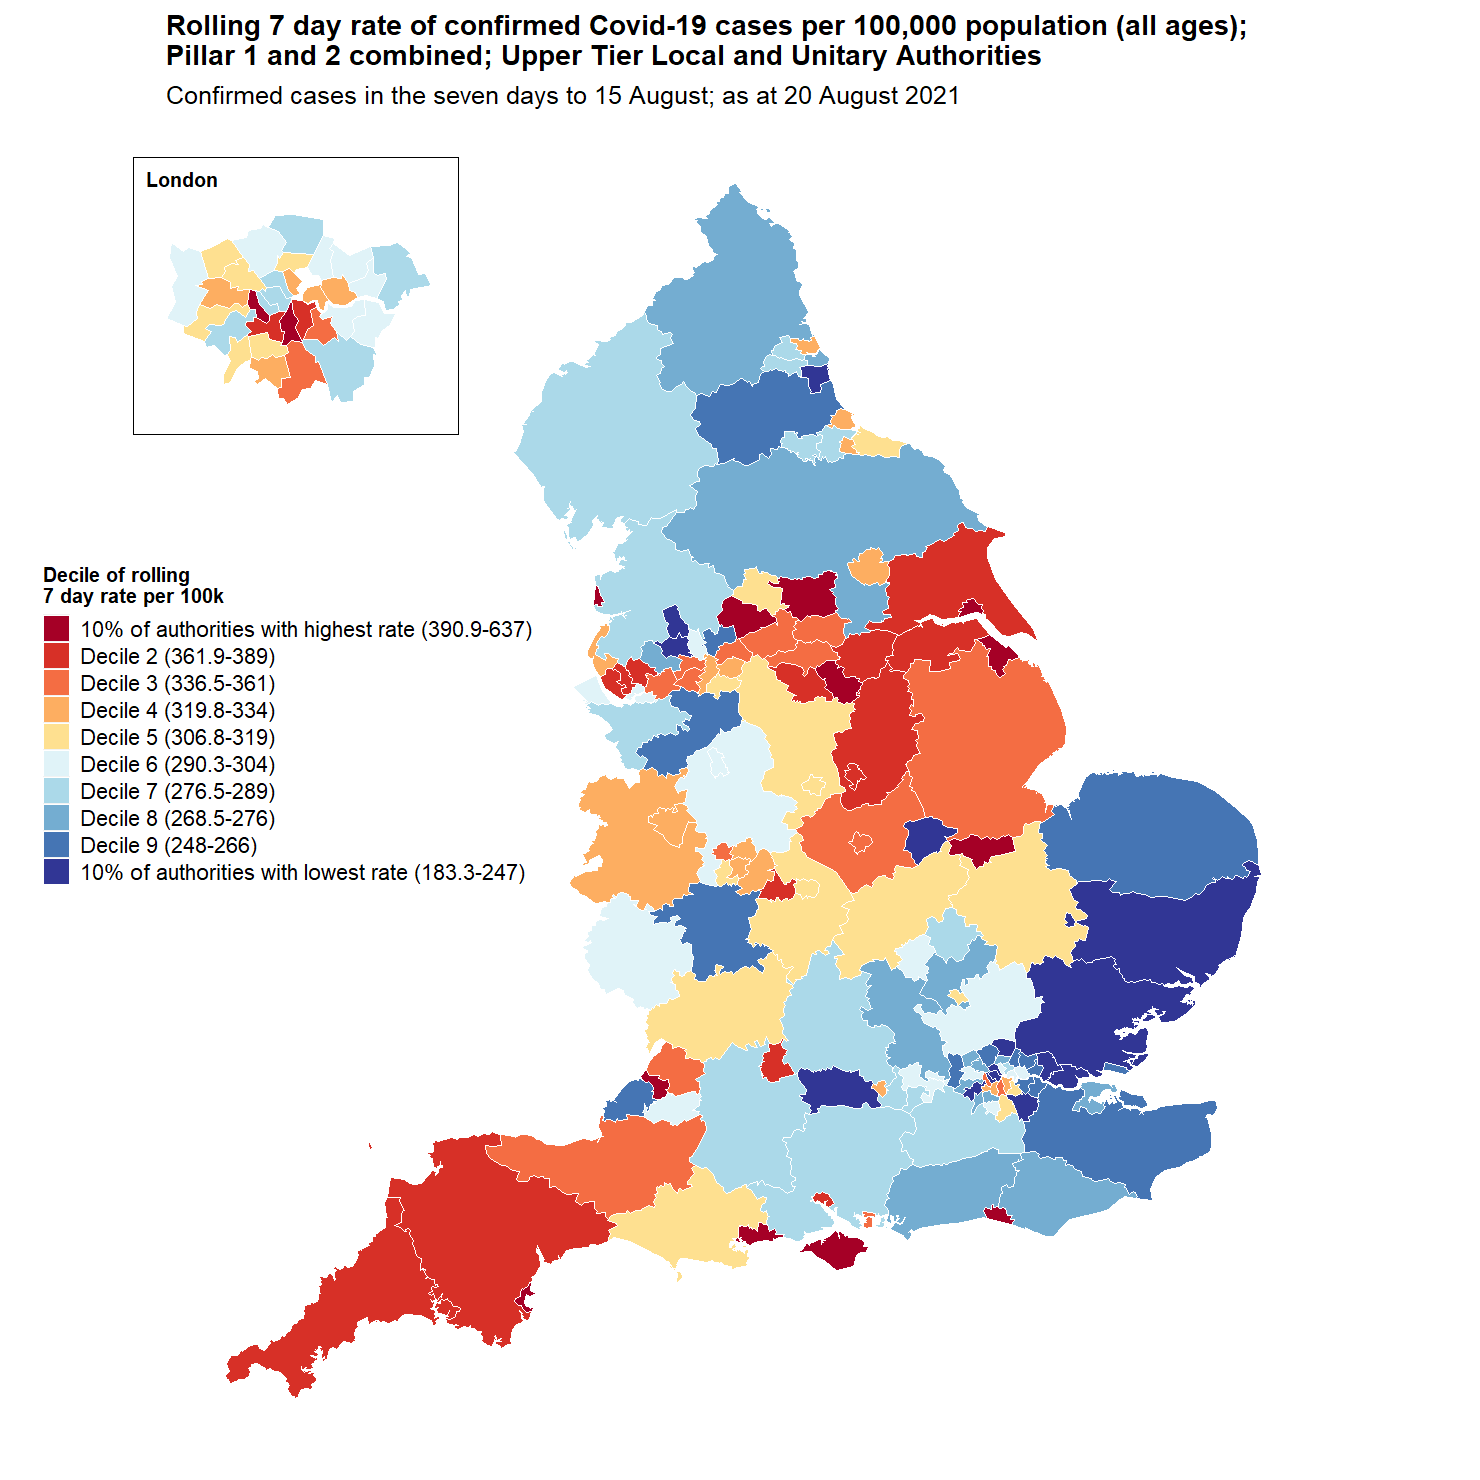 Rolling 7 day rate of confirmed Covid-19 cases per 100,000 population (all ages);
Pillar 1 and 2 combined; Upper Tier Local and Unitary Authorities
Confirmed cases in the seven days to 15 August; as at 20 August 2021
London
Decile of rolling
7 day rate per 100k
10% of authorities with highest rate (390.9-637)
Decile 2 (361.9-389)
Decile 3 (336.5-361)
Decile 4 (319.8-334)
Decile 5 (306.8-319)
Decile 6 (290.3-304)
Decile 7 (276.5-289)
Decile 8 (268.5-276)
Decile 9 (248-266)
10% of authorities with lowest rate (183.3-247)